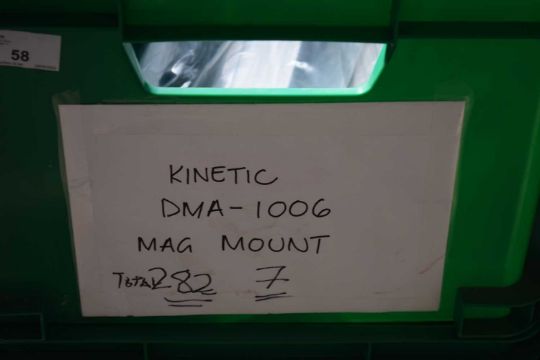 58
KINETIC
DMA-1006
MAG MOUNT
TOTAL 282 7